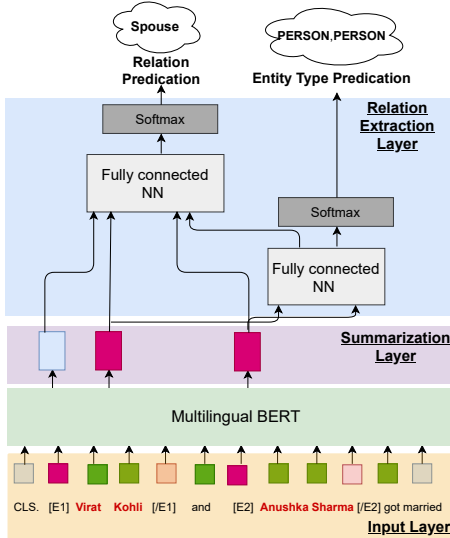 Spouse
PERSON,PERSON
Relation
Predication
Entity Type Predication
Relation
Extraction
Layer
Softmax
Fully connected
NN
Softmax
Fully connected
NN
Summarization
Layer
Multilingual BERT
CLS. [E1] Virat Kohli [/E1] and [E2] Anushka Sharma [/E2] got married
Input Layer